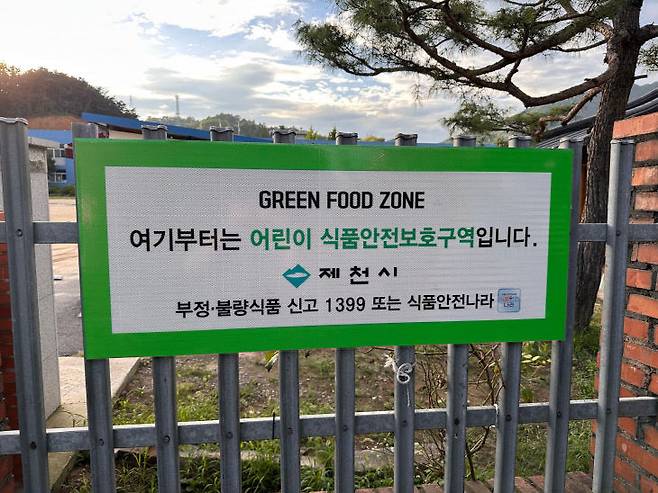 GREEN FOOD ZONE
여기부터는 어린이 식품안전보호구역입니다.
제천시
부정·불량식품 신고 1399 또는 식품안전나라